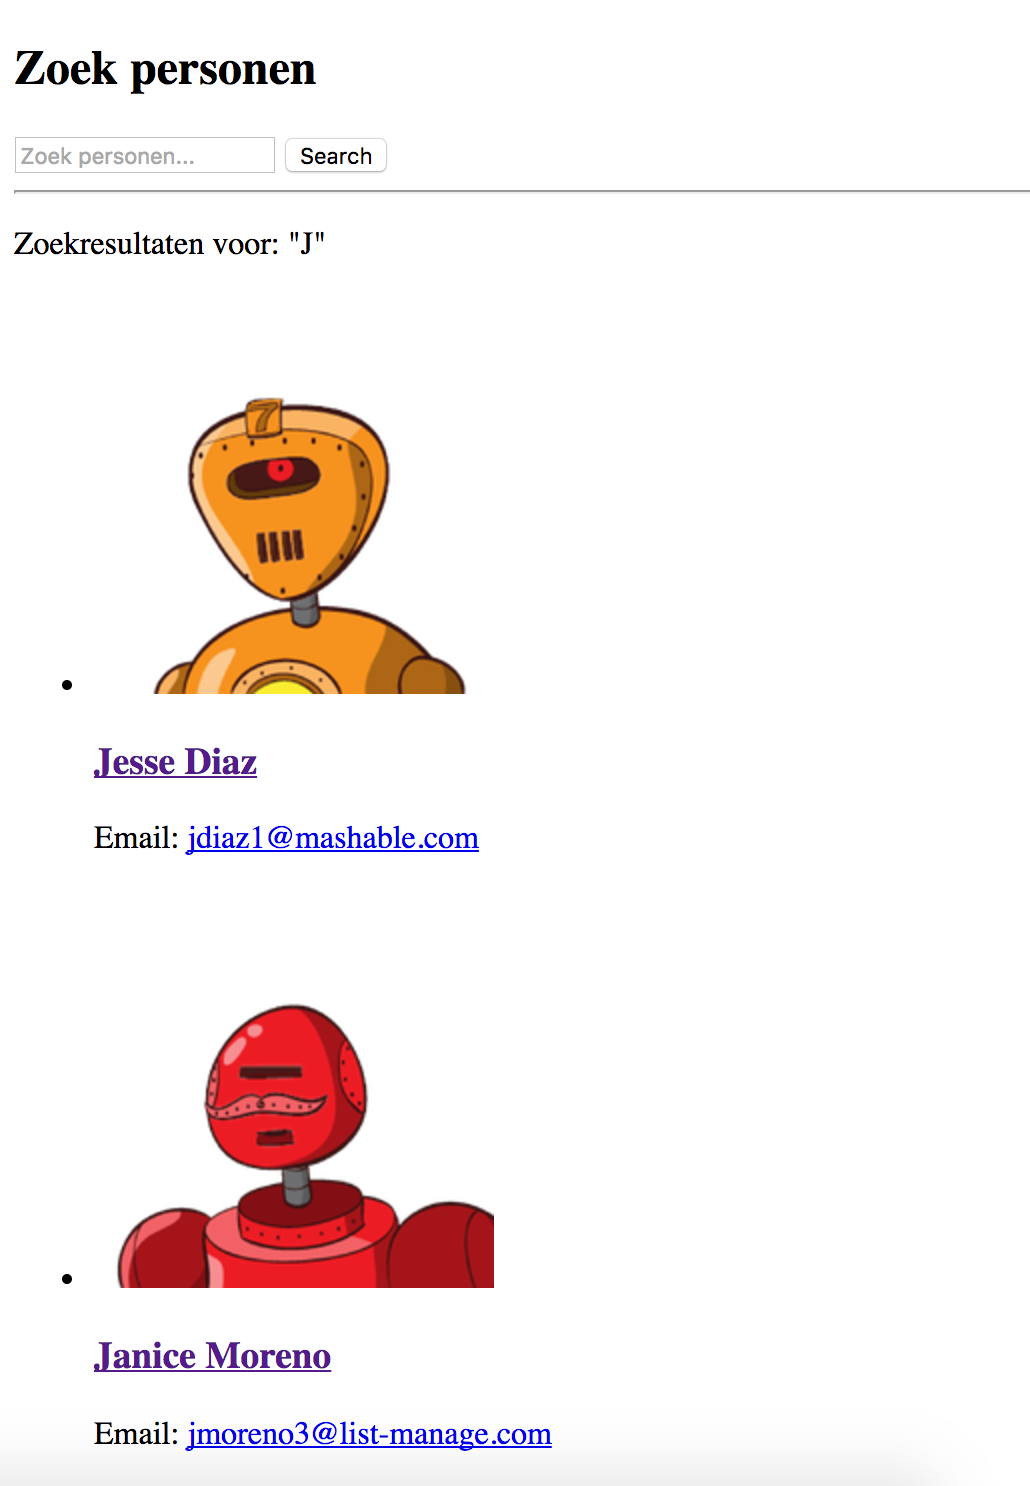 Zoek personen
Zoek personen... Search
Zoekresultaten voor: "J"
7
Jesse Diaz
Email: jdiaz1@mashable.com
Janice Moreno
Email: jmoreno3@list-manage.com